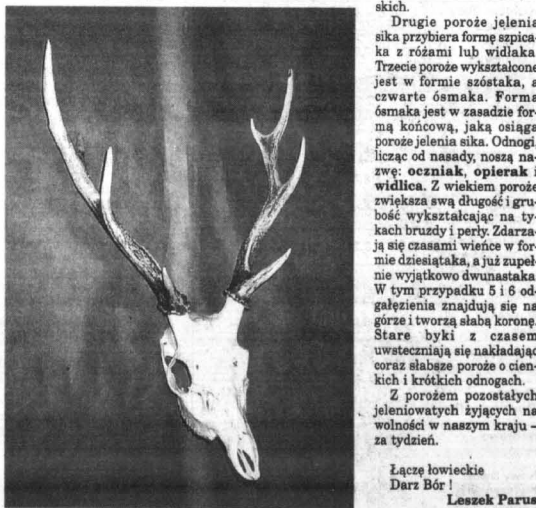 skich.
Drugie poroże jelenia
sika przybiera formę szpica-
ka z różami lub widłaka.
Trzecie poroże wykształcone
jest w formie szóstaka, a
czwarte ósmaka. Forma
ósmaka jest w zasadzie for-
mą końcową, jaką osiąga
poroże jelenia sika. Odnogi,
licząc od nasady, noszą na-
zwę: oczniak, opierak i
widlica. Z wiekiem poroże
zwiększa swą długość i gru-
bość wykształcając na ty-
kach bruzdy i perły. Zdarza-
ją się czasami wieńce w for-
mie dziesiątaka, a już zupeł-
nie wyjątkowo dwunastaka.
W tym przypadku 5 i 6 od-
gałęzienia znajdują się na
górze i tworzą słabą koronę.
Stare byki z czasem
uwsteczniają się nakładając
coraz słabsze poroże o cien-
kich i krótkich odnogach.
Z porożem pozostałych
jeleniowatych żyjących na
wolności w naszym kraju –
za tydzień.
Łączę łowieckie
Darz Bór !
Leszek Parus